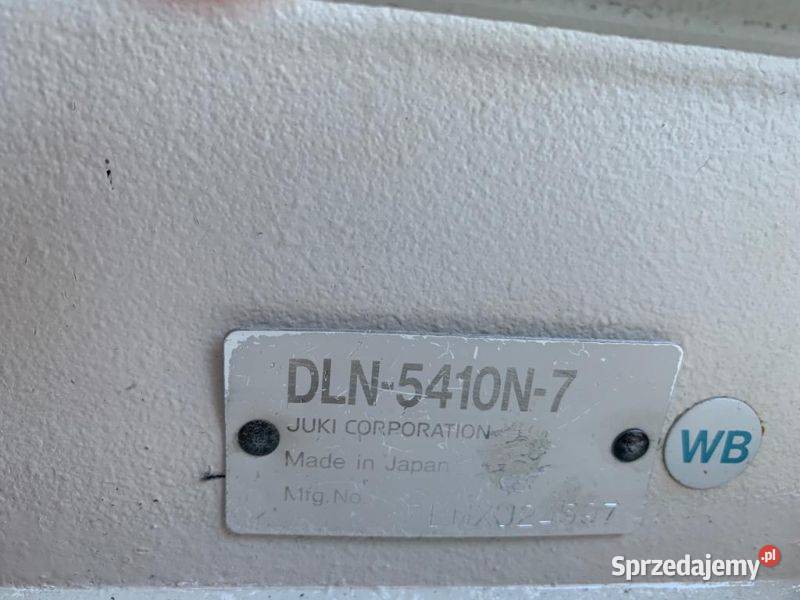 DLN-5410N-7
JUKI CORPORATION
Made in Japan
Mfg.No.
WB
Sprzedajemy.pl